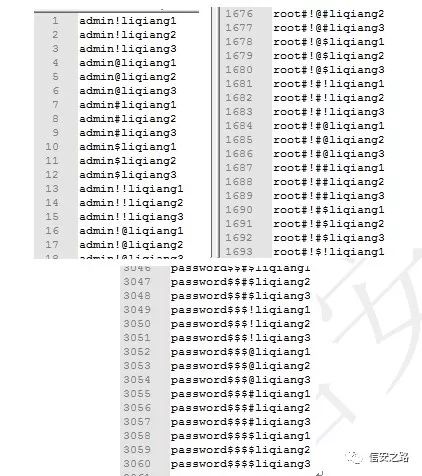 1 admin!liqiang1
2 admin!liqiang2
3 admin!liqiang3
4 admin@liqiang1
5 admin@liqiang2
6 admin@liqiang3
7 admin#liqiang1
8 admin#liqiang2
9 admin#liqiang3
10 admin$liqiang1
11 admin$liqiang2
12 admin$liqiang3
13 admin!!liqiang1
14 admin!!liqiang2
15 admin!!liqiang3
16 admin!@liqiang1
17 admin!@liqiang2
18 admin!@liqiang3
1676 root#!@#liqiang2
1677 root#!@#liqiang3
1678 root#!@$liqiang1
1679 root#!@$liqiang2
1680 root#!@$liqiang3
1681 root#!#!liqiang1
1682 root#!#!liqiang2
1683 root#!#!liqiang3
1684 root#!#@liqiang1
1685 root#!#@liqiang2
1686 root#!#@liqiang3
1687 root#!##liqiang1
1688 root#!##liqiang2
1689 root#!##liqiang3
1690 root#!#$liqiang1
1691 root#!#$liqiang2
1692 root#!#$liqiang3
1693 root#!$!liqiang1
3046 password$$#$liqiang1
3047 password$$#$liqiang2
3048 password$$#$liqiang3
3049 password$$$!liqiang1
3050 password$$$!liqiang2
3051 password$$$!liqiang3
3052 password$$$@liqiang1
3053 password$$$@liqiang2
3054 password$$$@liqiang3
3055 password$$$#liqiang1
3056 password$$$#liqiang2
3057 password$$$#liqiang3
3058 password$$$$liqiang1
3059 password$$$$liqiang2
3060 password$$$$liqiang3
3061
信安之路